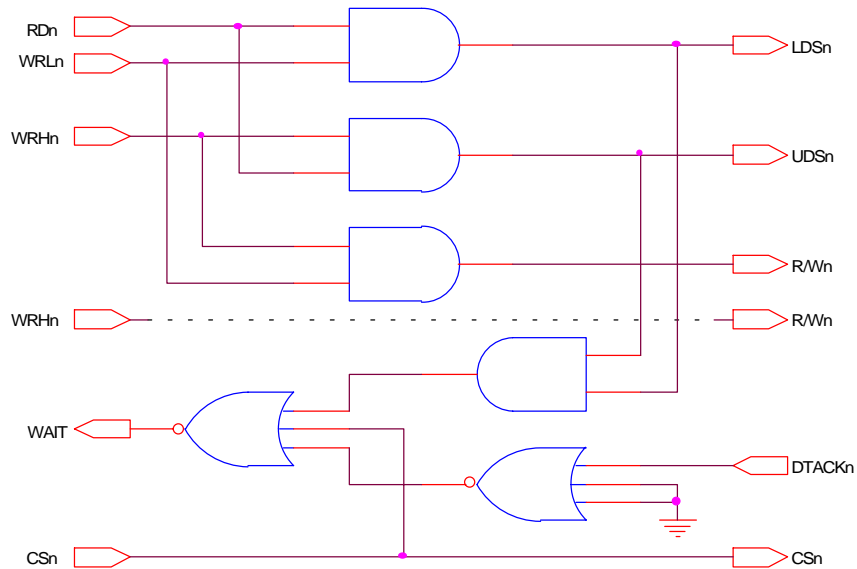 RDn
LDSn
WRLn
WRHn
UDSn
R/Wn
WRHn
R/Wn
WAIT
DTACKn
CSn
CSn